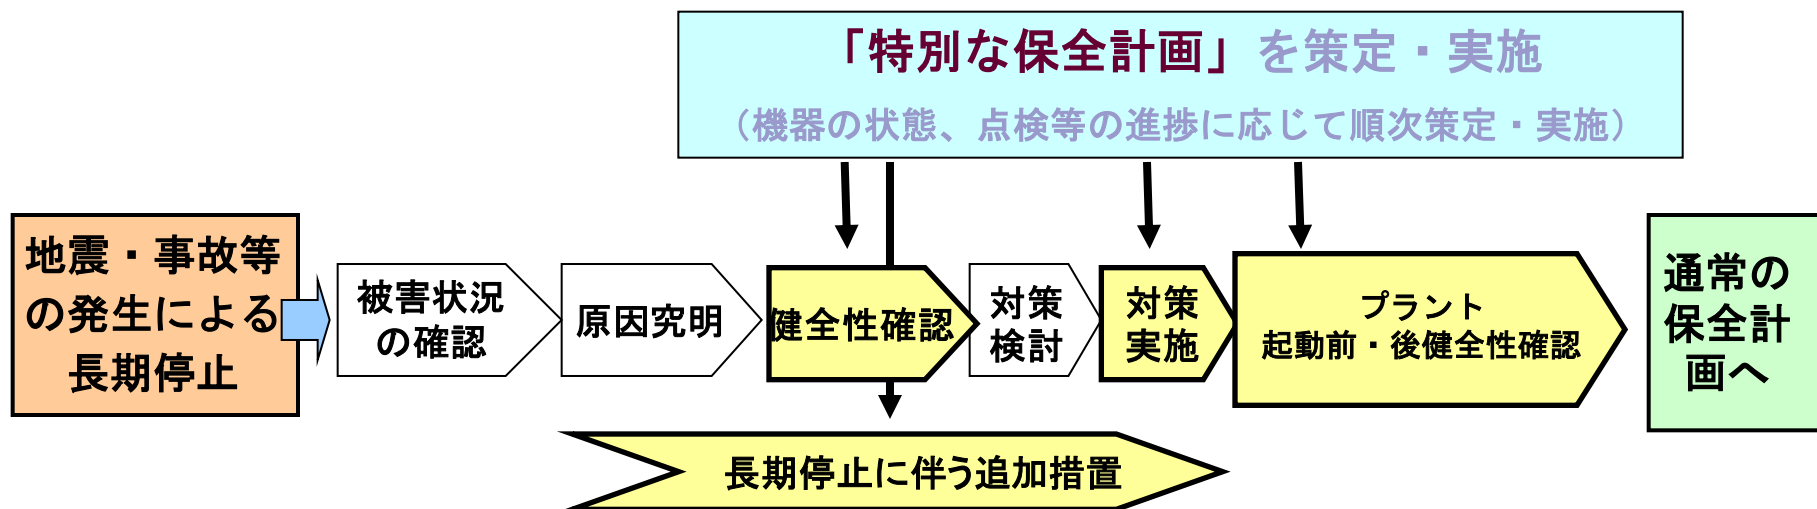 「特別な保全計画」を策定・実施
（機器の状態、点検等の進捗に応じて順次策定・実施）
地震・事故等
の発生による
長期停止
被害状況
の確認
原因究明
健全性確認
対策
検討
対策
実施
プラント
起動前・後健全性確認
通常の
保全計
画へ
長期停止に伴う追加措置